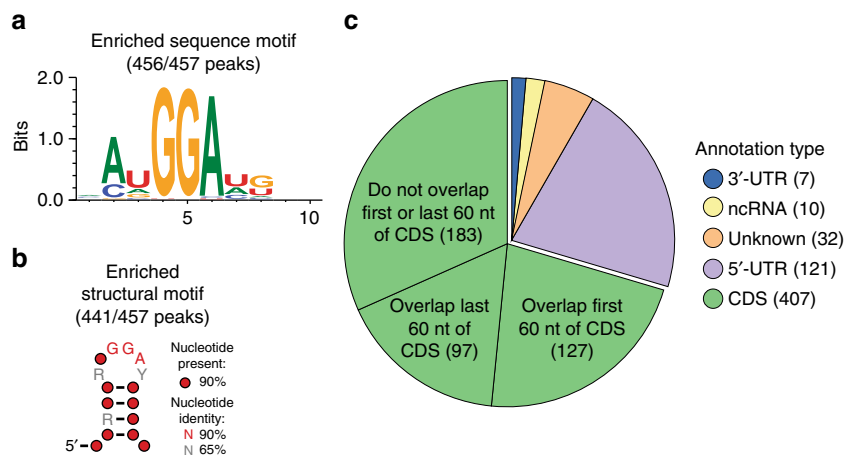 a
Enriched sequence motif
(456/457 peaks)
2.0
Bits
1.0
0.0
A
C
U
A
G
G
A
U
A
G
U
5
10
b
Enriched
structural motif
(441/457 peaks)
G G
A
R
Y
R
5′
Nucleotide
present:
90%
Nucleotide
identity:
N 90%
N 65%
c
Do not overlap
first or last 60 nt
of CDS (183)
Overlap last
60 nt of
CDS (97)
Overlap first
60 nt of CDS
(127)
Annotation type
3′-UTR (7)
ncRNA (10)
Unknown (32)
5′-UTR (121)
CDS (407)